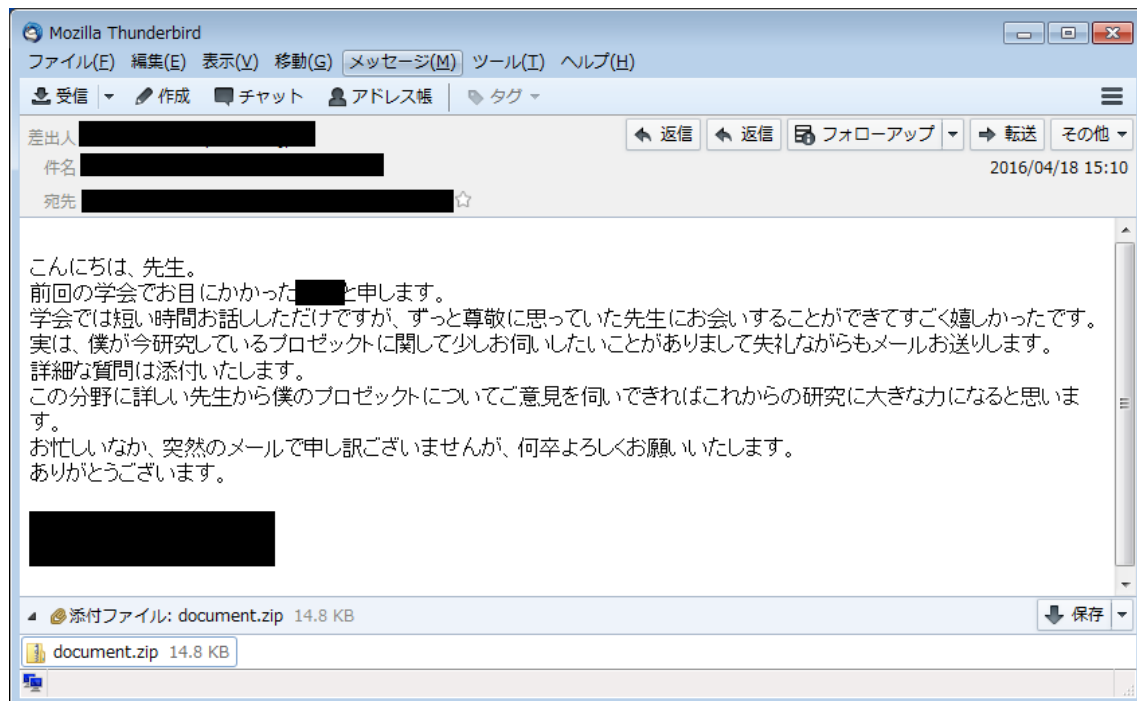 Mozilla Thunderbird
ファイル(F) 編集(E) 表示(V) 移動(G) メッセージ(M) ツール(T) ヘルプ(H)
受信 作成 チャット アドレス帳 タグ
差出人 返信 返信 フォローアップ 転送 その他
件名 2016/04/18 15:10
宛先
こんにちは、先生。
前回の学会でお目にかかった と申します。
学会では短い時間お話しただけですが、ずっと尊敬に思っていた先生にお会いすることができてすごく嬉しかったです。
実は、僕が今研究しているプロゼックトに関して少しお伺いしたいことがありまして失礼ながらもメールお送りします。
詳細な質問は添付いたします。
この分野に詳しい先生から僕のプロゼックトについてご意見を伺いできればこれからの研究に大きな力になると思いま
す。
お忙しいなか、突然のメールで申し訳ございませんが、何卒よろしくお願いいたします。
ありがとうございます。
添付ファイル: document.zip 14.8 KB 保存
document.zip 14.8 KB